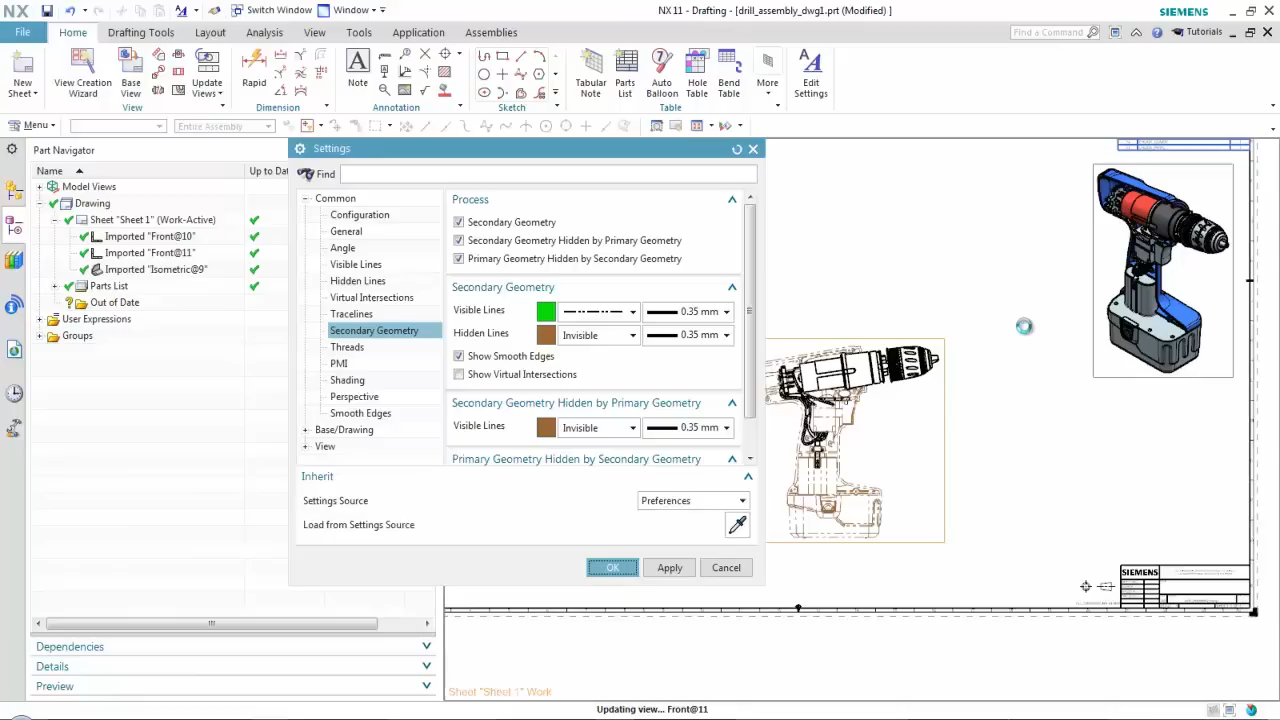 NX
Switch Window
Window
NX 11 - Drafting - [drill_assembly_dwg1.prt (Modified) ]
SIEMENS
File
Home
Drafting Tools
Layout
Analysis
View
Tools
Application
Assemblies
Find a Command
Tutorials
New Sheet
View Creation Wizard
Base View
Update Views
Rapid
Note
Tabular Note
Parts List
Auto Balloon
Hole Table
Bend Table
More
Edit Settings
View
Dimension
Annotation
Sketch
Table
Menu
Entire Assembly
Part Navigator
Name
Up to Dat
Model Views
Drawing
Sheet "Sheet 1" (Work-Active)
Imported "Front@10"
Imported "Front@11"
Imported "Isometric@9"
Parts List
Out of Date
User Expressions
Groups
Dependencies
Details
Preview
Settings
Find
Common
Configuration
General
Angle
Visible Lines
Hidden Lines
Virtual Intersections
Tracelines
Secondary Geometry
Threads
PMI
Shading
Perspective
Smooth Edges
Base/Drawing
View
Process
Secondary Geometry
Secondary Geometry Hidden by Primary Geometry
Primary Geometry Hidden by Secondary Geometry
Secondary Geometry
Visible Lines
0.35 mm
Hidden Lines
Invisible
0.35 mm
Show Smooth Edges
Show Virtual Intersections
Secondary Geometry Hidden by Primary Geometry
Visible Lines
Invisible
0.35 mm
Primary Geometry Hidden by Secondary Geometry
Inherit
Settings Source
Preferences
Load from Settings Source
OK
Apply
Cancel
SIEMENS
Sheet "Sheet 1" Work
Updating view... Front@11